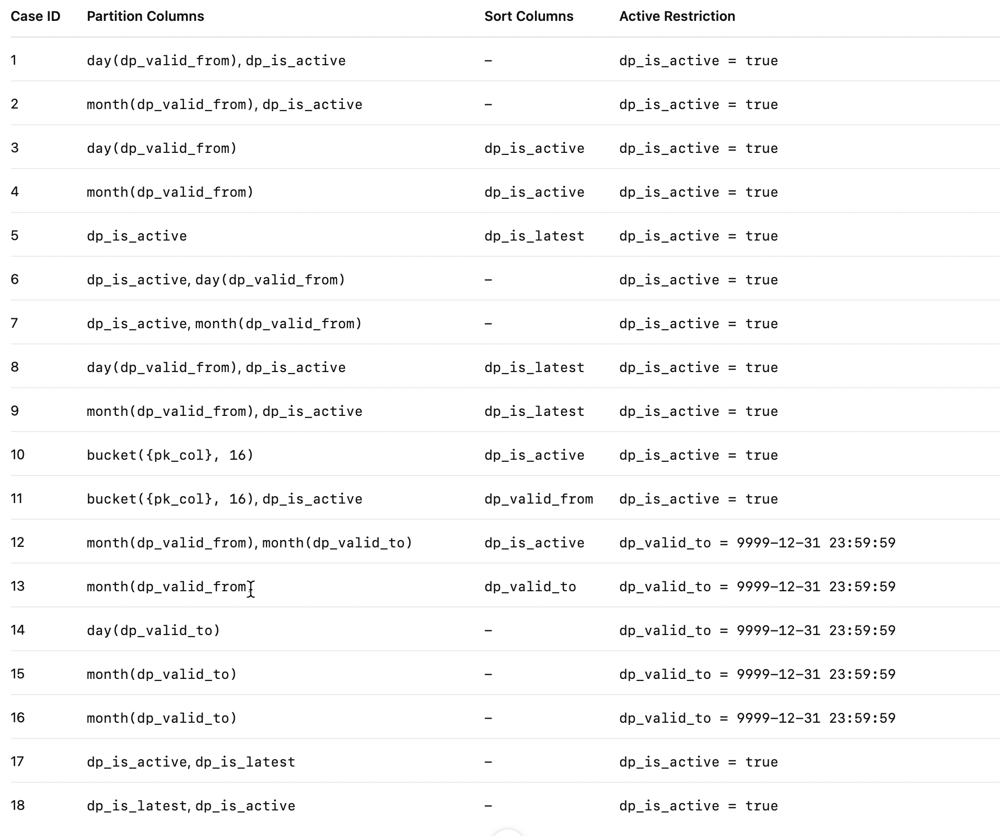 Case ID Partition Columns Sort Columns Active Restriction
1 day(dp_valid_from), dp_is_active – dp_is_active = true
2 month(dp_valid_from), dp_is_active – dp_is_active = true
3 day(dp_valid_from) dp_is_active dp_is_active = true
4 month(dp_valid_from) dp_is_active dp_is_active = true
5 dp_is_active dp_is_latest dp_is_active = true
6 dp_is_active, day(dp_valid_from) – dp_is_active = true
7 dp_is_active, month(dp_valid_from) – dp_is_active = true
8 day(dp_valid_from), dp_is_active dp_is_latest dp_is_active = true
9 month(dp_valid_from), dp_is_active dp_is_latest dp_is_active = true
10 bucket({pk_col}, 16) dp_is_active dp_is_active = true
11 bucket({pk_col}, 16), dp_is_active dp_valid_from dp_is_active = true
12 month(dp_valid_from), month(dp_valid_to) dp_is_active dp_valid_to = 9999-12-31 23:59:59
13 month(dp_valid_from) dp_valid_to dp_valid_to = 9999-12-31 23:59:59
14 day(dp_valid_to) – dp_valid_to = 9999-12-31 23:59:59
15 month(dp_valid_to) – dp_valid_to = 9999-12-31 23:59:59
16 month(dp_valid_to) – dp_valid_to = 9999-12-31 23:59:59
17 dp_is_active, dp_is_latest – dp_is_active = true
18 dp_is_latest, dp_is_active – dp_is_active = true